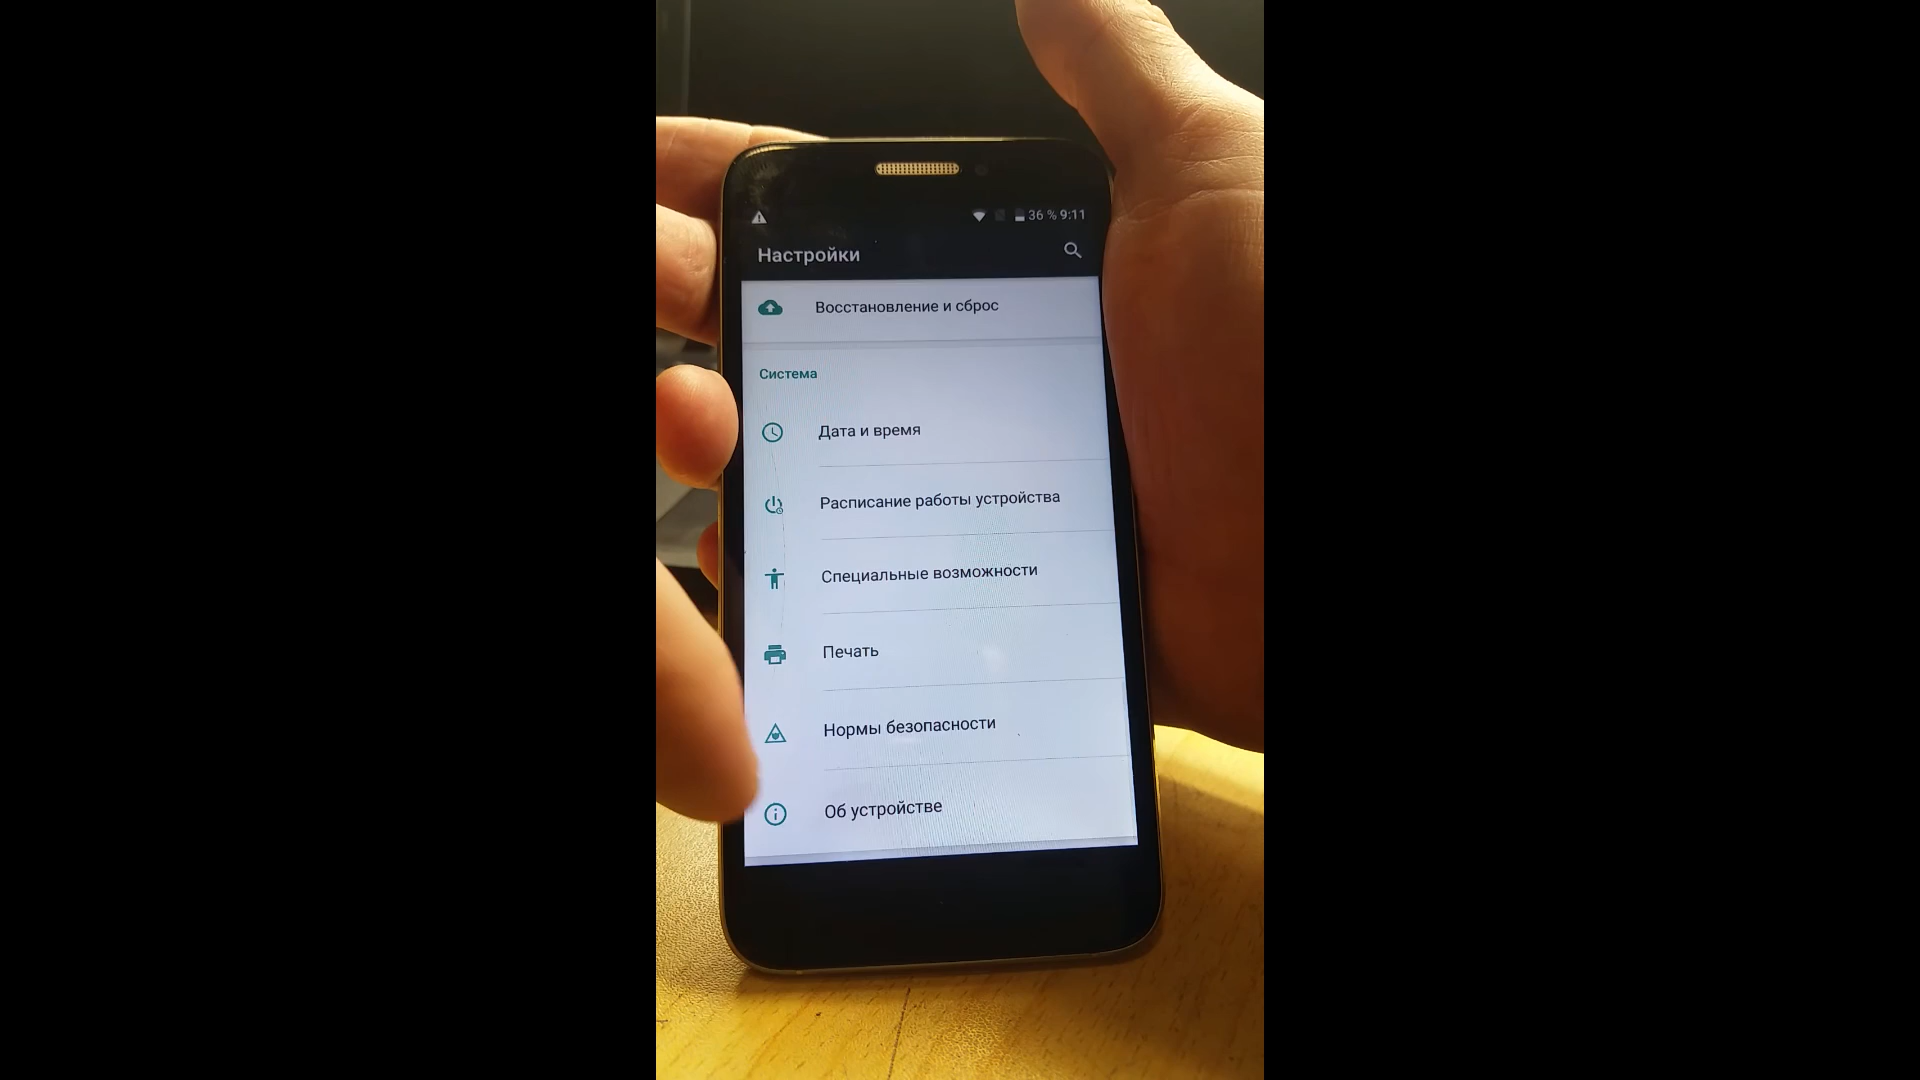 36 % 9:11
Настройки
Восстановление и сброс
Система
Дата и время
Расписание работы устройства
Специальные возможности
Печать
Нормы безопасности
Об устройстве